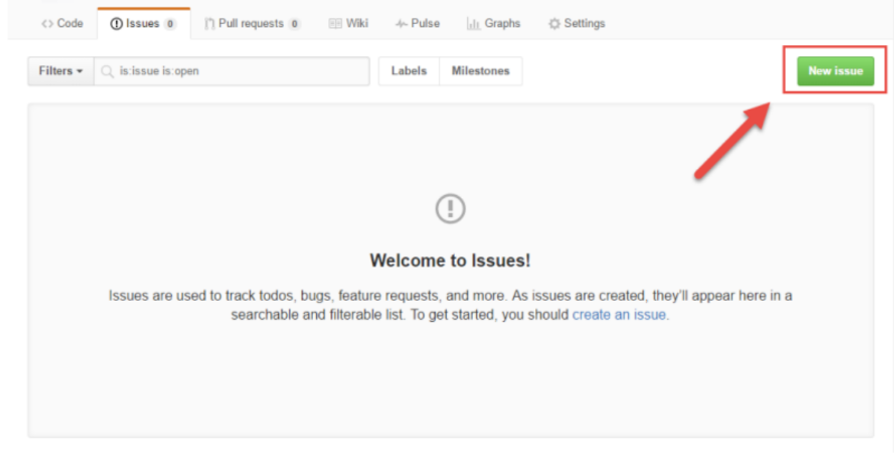 <> Code Issues 0 Pull requests 0 Wiki Pulse Graphs Settings
Filters is:issue is:open Labels Milestones New issue
Welcome to Issues!
Issues are used to track todos, bugs, feature requests, and more. As issues are created, they'll appear here in a
searchable and filterable list. To get started, you should create an issue.